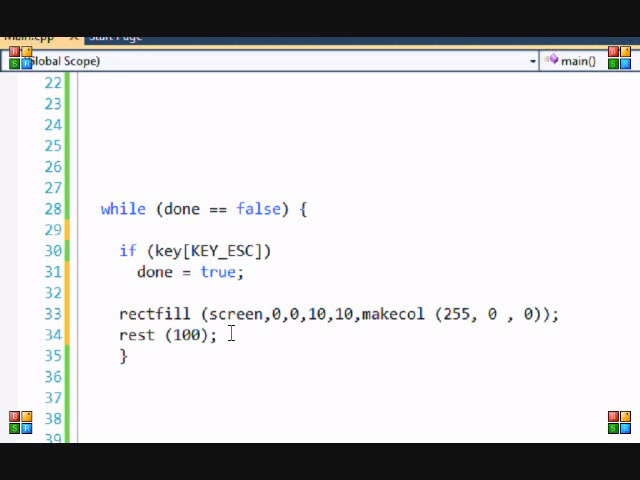 Main.cpp Start Page
(Global Scope) main()
22
23
24
25
26
27
28 while (done == false) {
29
30 if (key[KEY_ESC])
31 done = true;
32
33 rectfill (screen,0,0,10,10,makecol (255, 0 , 0));
34 rest (100);
35 }
36
37
38
39